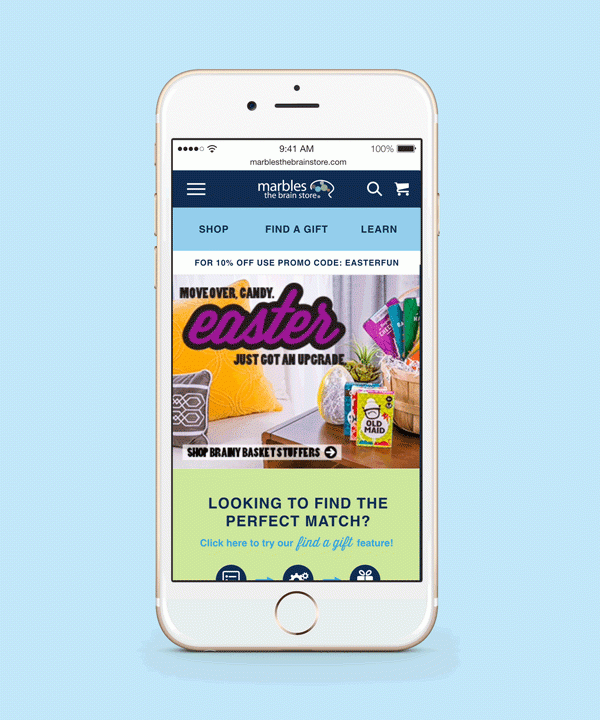 9:41 AM
100%
marblesthebrainstore.com
marbles
the brain store
SHOP FIND A GIFT LEARN
FOR 10% OFF USE PROMO CODE: EASTERFUN
MOVE OVER, CANDY.
easter
JUST GOT AN UPGRADE.
OLD
MAID
SHOP BRAINY BASKET STUFFERS
LOOKING TO FIND THE
PERFECT MATCH?
Click here to try our find a gift feature!